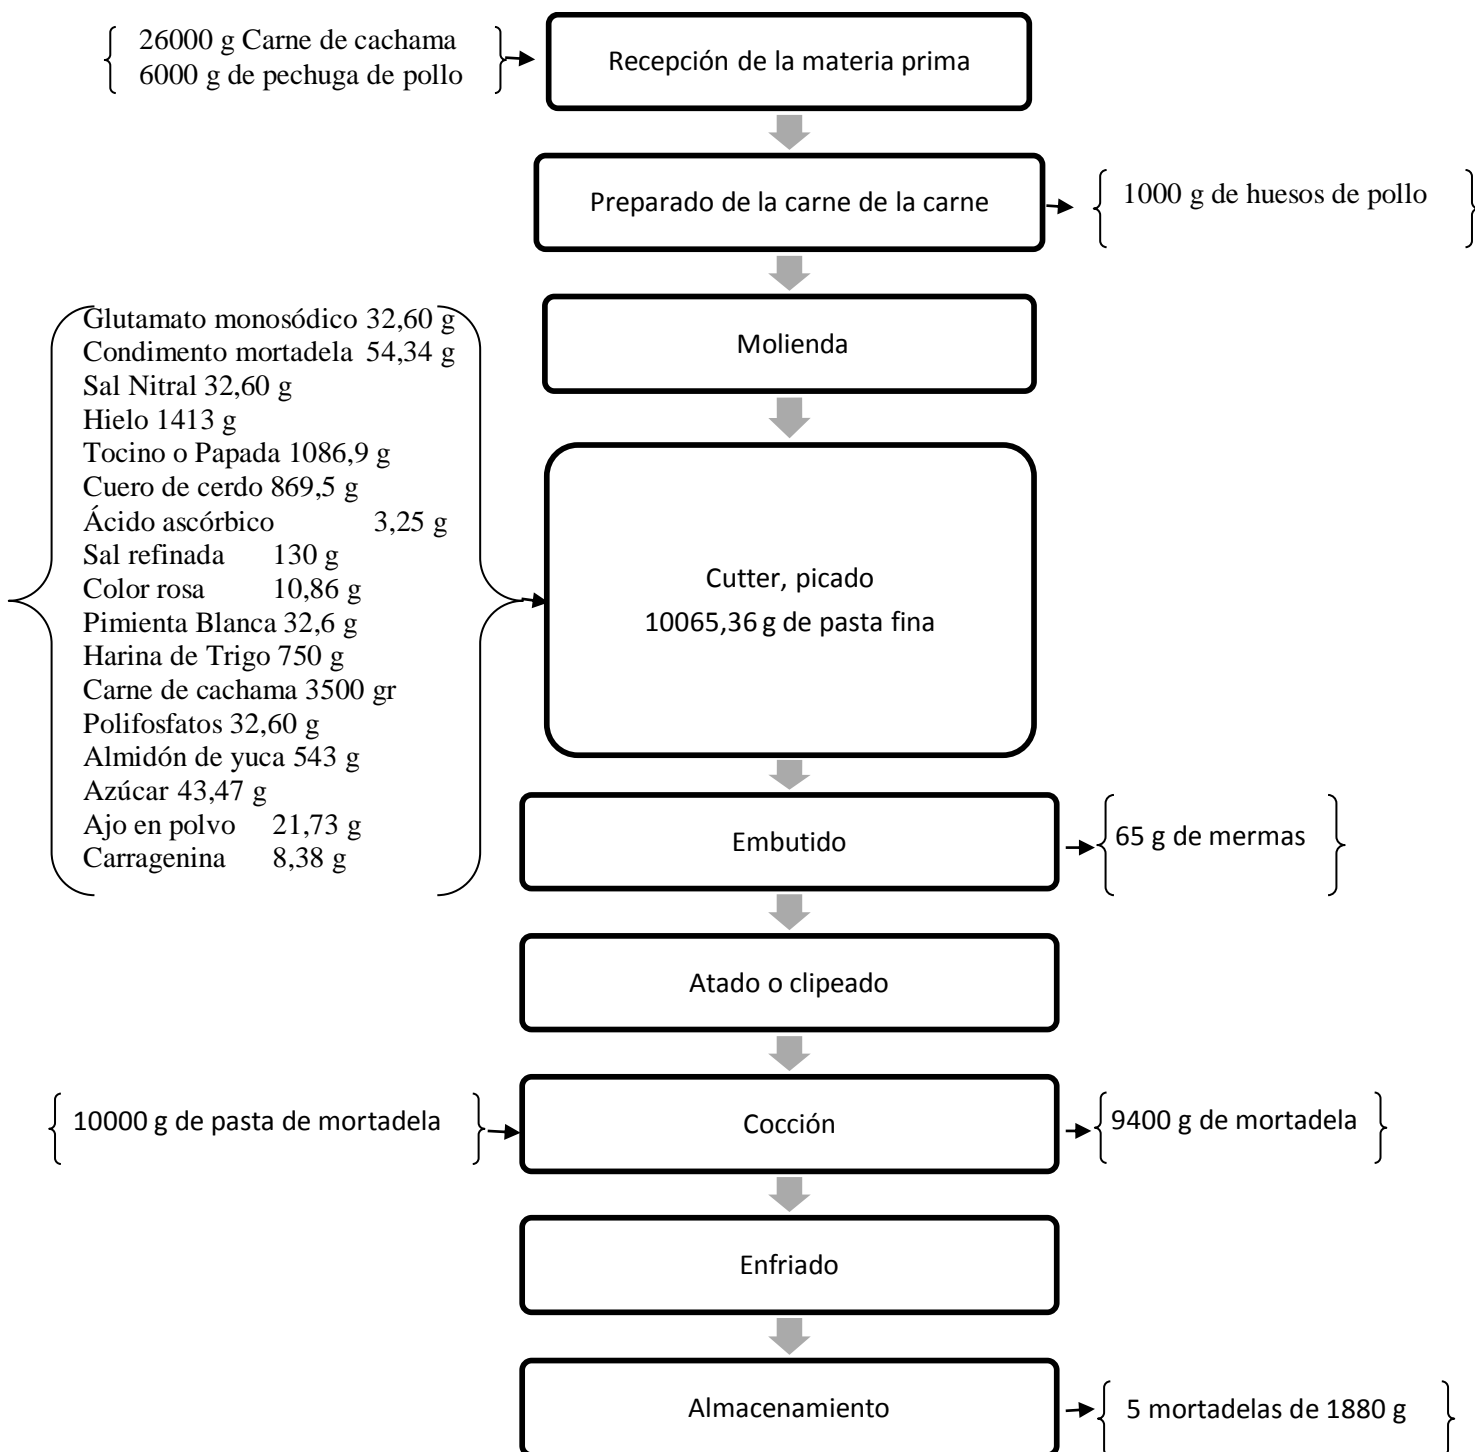 26000 g Carne de cachama
6000 g de pechuga de pollo
Recepción de la materia prima
Preparado de la carne de la carne
1000 g de huesos de pollo
Molienda
Glutamato monosódico 32,60 g
Condimento mortadela 54,34 g
Sal Nitral 32,60 g
Hielo 1413 g
Tocino o Papada 1086,9 g
Cuero de cerdo 869,5 g
Ácido ascórbico 3,25 g
Sal refinada 130 g
Color rosa 10,86 g
Pimienta Blanca 32,6 g
Harina de Trigo 750 g
Carne de cachama 3500 gr
Polifosfatos 32,60 g
Almidón de yuca 543 g
Azúcar 43,47 g
Ajo en polvo 21,73 g
Carragenina 8,38 g
Cutter, picado
10065,36 g de pasta fina
Embutido
65 g de mermas
Atado o clipeado
10000 g de pasta de mortadela
Cocción
9400 g de mortadela
Enfriado
Almacenamiento
5 mortadelas de 1880 g